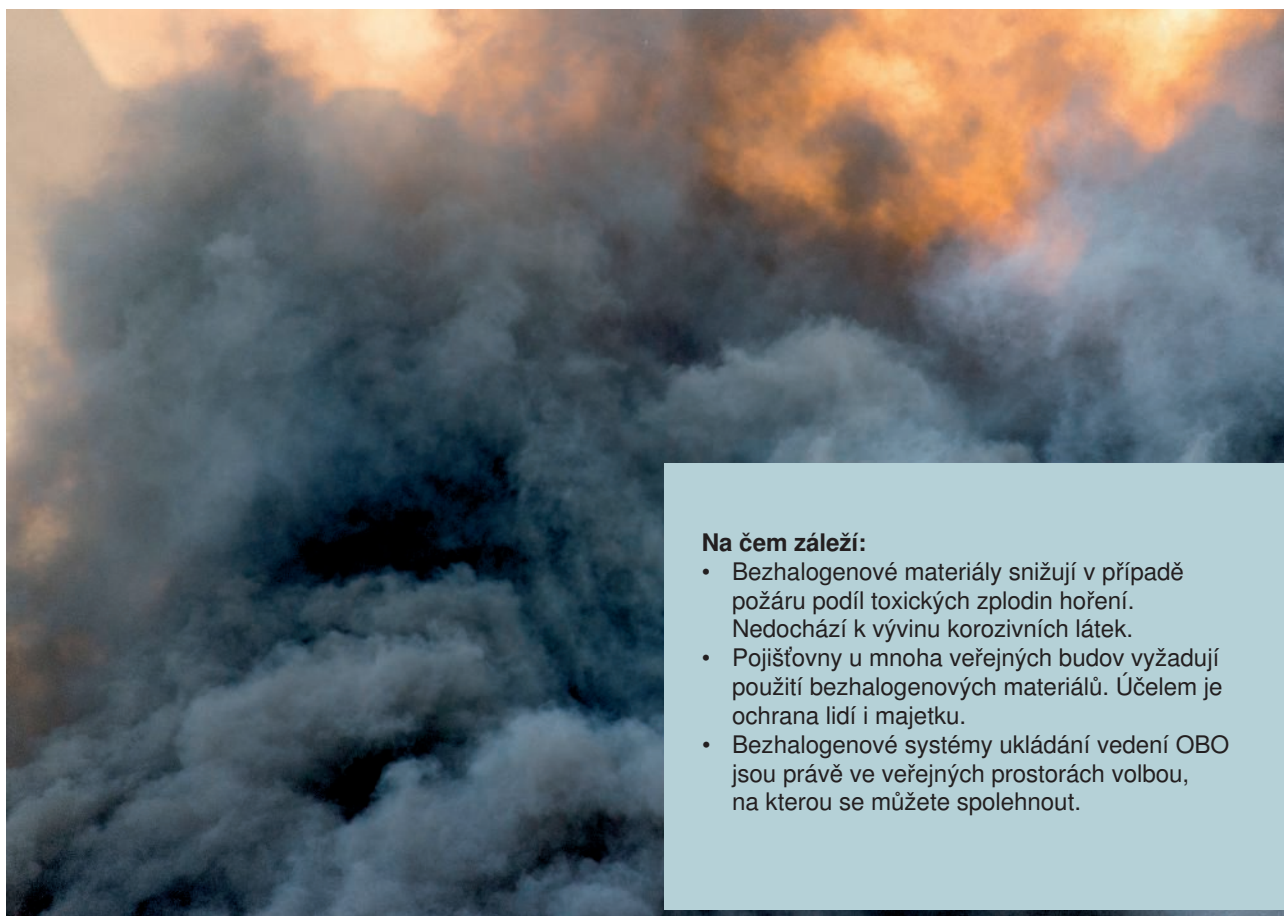 Na čem záleží:
• Bezhalogenové materiály snižují v případě
požáru podíl toxických zplodin hoření.
Nedochází k vývinu korozivních látek.
• Pojišťovny u mnoha veřejných budov vyžadují
použití bezhalogenových materiálů. Účelem je
ochrana lidí i majetku.
• Bezhalogenové systémy ukládání vedení OBO
jsou právě ve veřejných prostorách volbou,
na kterou se můžete spolehnout.